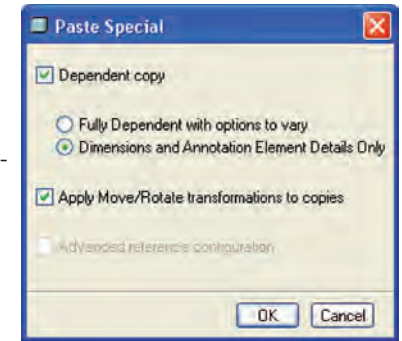 Paste Special
Dependent copy
Fully Dependent with options to vary
Dimensions and Annotation Element Details Only
-
Apply Move/Rotate transformations to copies
Advanced reference configuration
OK Cancel